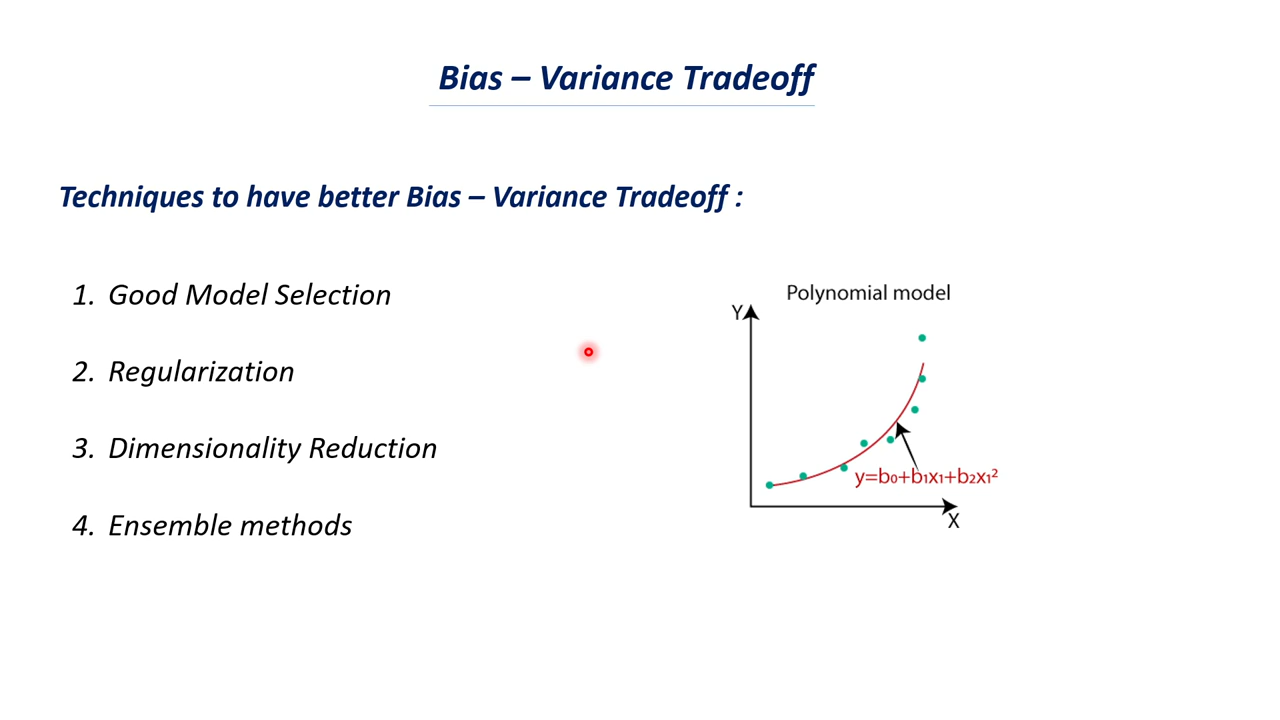 Bias – Variance Tradeoff
Techniques to have better Bias – Variance Tradeoff :
1. Good Model Selection
2. Regularization
3. Dimensionality Reduction
4. Ensemble methods
Polynomial model
Y
y=b₀+b₁x₁+b₂x₁²
X